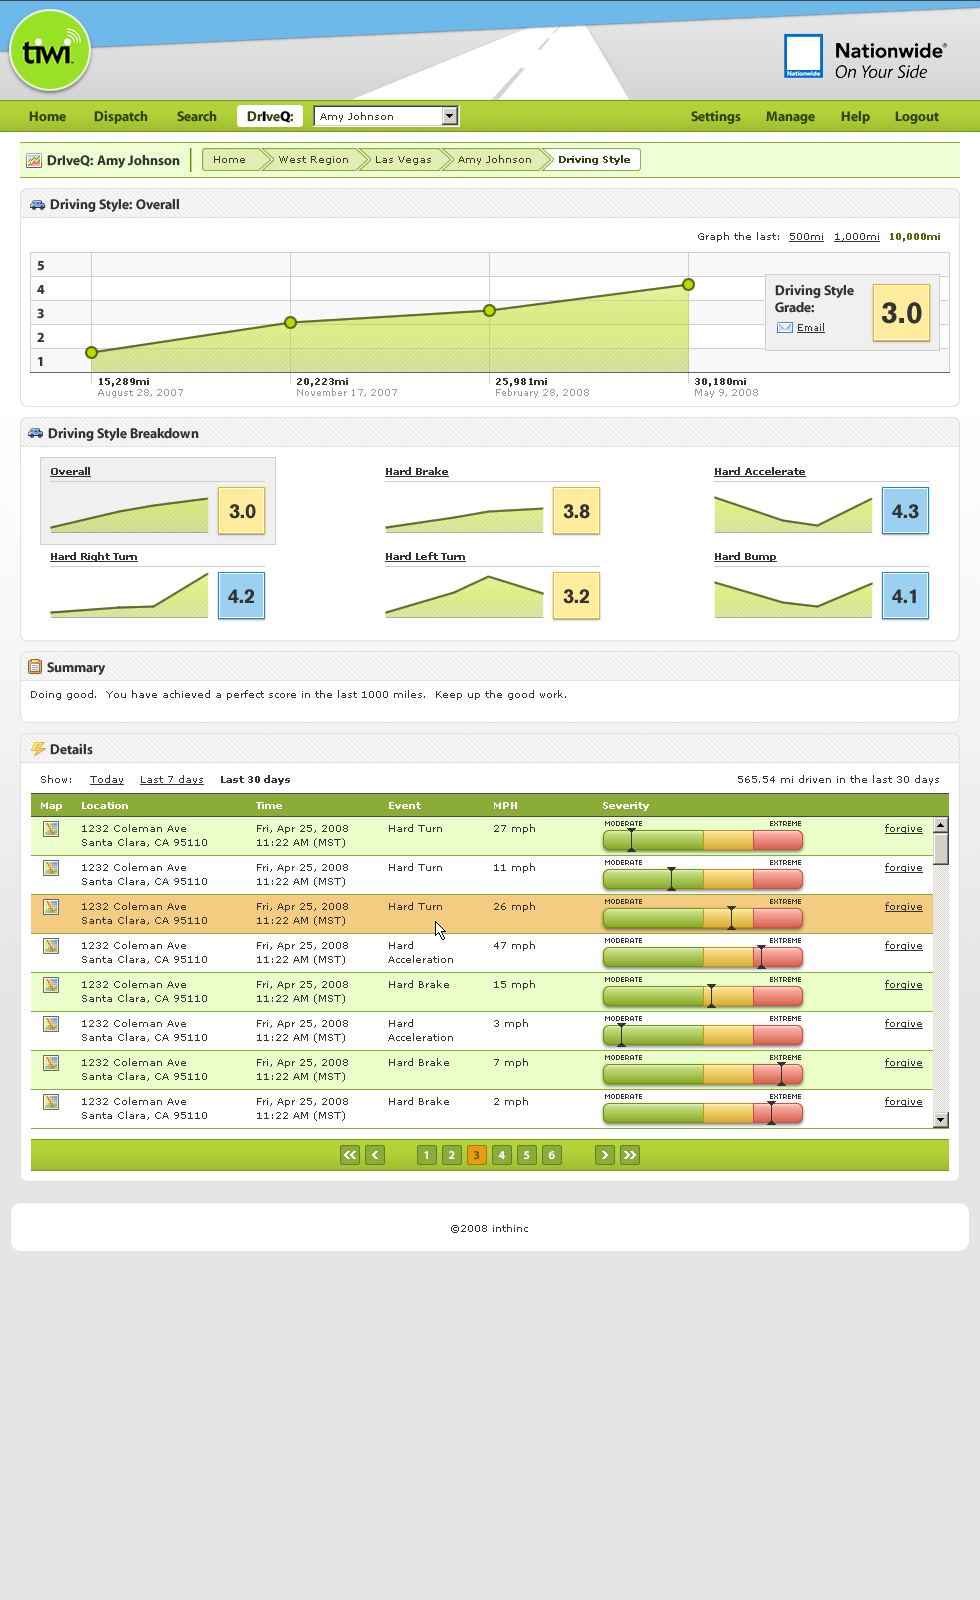 tiwi
Nationwide
Nationwide®
On Your Side
Home Dispatch Search DrIveQ: Amy Johnson Settings Manage Help Logout
DrIveQ: Amy Johnson Home West Region Las Vegas Amy Johnson Driving Style
Driving Style: Overall
Graph the last: 500mi 1,000mi 10,000mi
5
4
3
2
1
Driving Style
Grade:
Email
3.0
15,289mi 20,223mi 25,981mi 30,180mi
August 28, 2007 November 17, 2007 February 28, 2008 May 9, 2008
Driving Style Breakdown
Overall Hard Brake Hard Accelerate
3.0 3.8 4.3
Hard Right Turn Hard Left Turn Hard Bump
4.2 3.2 4.1
Summary
Doing good. You have achieved a perfect score in the last 1000 miles. Keep up the good work.
Details
Show: Today Last 7 days Last 30 days 565.54 mi driven in the last 30 days
Map Location Time Event MPH Severity
MODERATE EXTREME
1232 Coleman Ave Fri, Apr 25, 2008 Hard Turn 27 mph forgive
Santa Clara, CA 95110 11:22 AM (MST)
MODERATE EXTREME
1232 Coleman Ave Fri, Apr 25, 2008 Hard Turn 11 mph forgive
Santa Clara, CA 95110 11:22 AM (MST)
MODERATE EXTREME
1232 Coleman Ave Fri, Apr 25, 2008 Hard Turn 26 mph forgive
Santa Clara, CA 95110 11:22 AM (MST)
MODERATE EXTREME
1232 Coleman Ave Fri, Apr 25, 2008 Hard 47 mph forgive
Santa Clara, CA 95110 11:22 AM (MST) Acceleration
MODERATE EXTREME
1232 Coleman Ave Fri, Apr 25, 2008 Hard Brake 15 mph forgive
Santa Clara, CA 95110 11:22 AM (MST)
MODERATE EXTREME
1232 Coleman Ave Fri, Apr 25, 2008 Hard 3 mph forgive
Santa Clara, CA 95110 11:22 AM (MST) Acceleration
MODERATE EXTREME
1232 Coleman Ave Fri, Apr 25, 2008 Hard Brake 7 mph forgive
Santa Clara, CA 95110 11:22 AM (MST)
MODERATE EXTREME
1232 Coleman Ave Fri, Apr 25, 2008 Hard Brake 2 mph forgive
Santa Clara, CA 95110 11:22 AM (MST)
1 2 3 4 5 6
©2008 inthinc